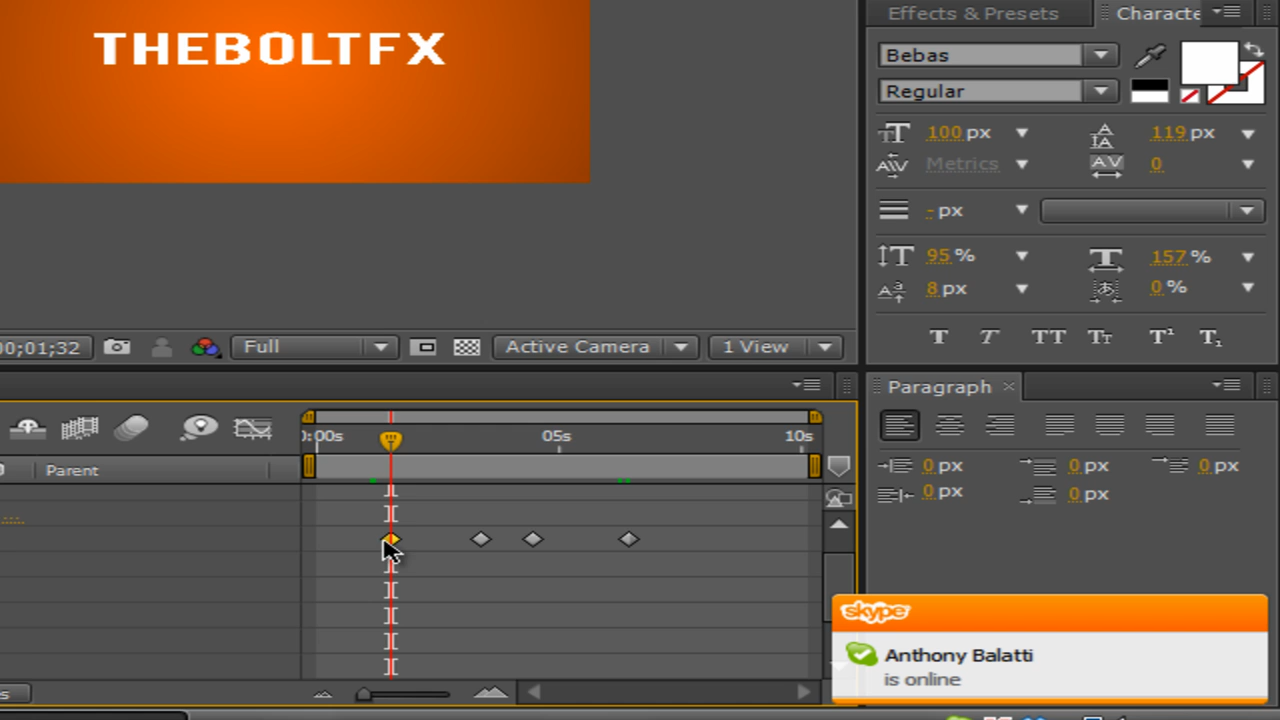 Effects & Presets
Characte
THEBOLTFX
Bebas
Regular
100 px
119 px
Metrics
0
- px
95 %
157 %
8 px
0 %
T T TT Tт T¹ T₁
00;01;32
Full
Active Camera
1 View
Paragraph
0:00s
05s
10s
Parent
0 px
0 px
0 px
0 px
0 px
skype
Anthony Balatti
is online